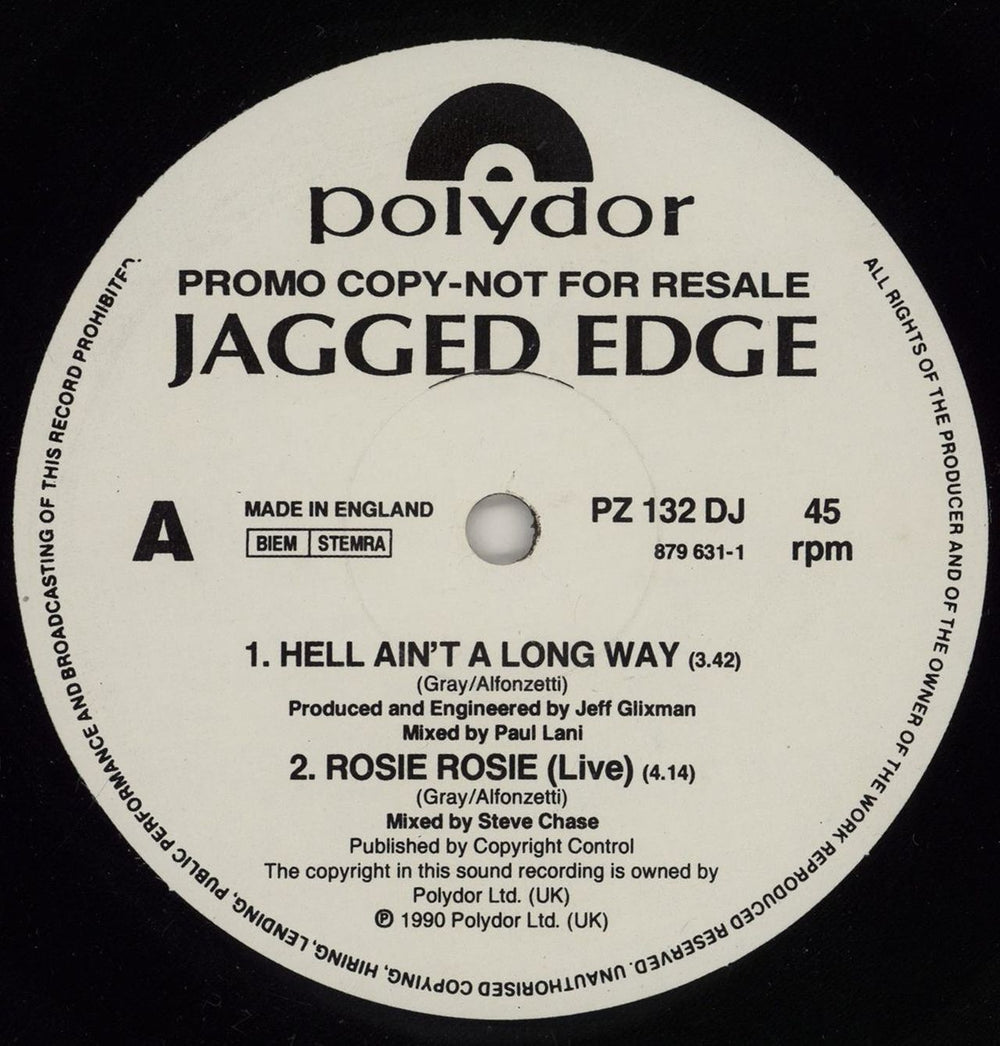 polydor
PROMO COPY-NOT FOR RESALE
JAGGED EDGE
A
MADE IN ENGLAND
BIEM STEMRA
PZ 132 DJ
879 631-1
45
rpm
1. HELL AIN'T A LONG WAY (3.42)
(Gray/Alfonzetti)
Produced and Engineered by Jeff Glixman
Mixed by Paul Lani
2. ROSIE ROSIE (Live) (4.14)
(Gray/Alfonzetti)
Mixed by Steve Chase
Published by Copyright Control
The copyright in this sound recording is owned by
Polydor Ltd. (UK)
℗ 1990 Polydor Ltd. (UK)
ALL RIGHTS OF THE PRODUCER AND OF THE OWNER OF THE WORK REPRODUCED RESERVED. UNAUTHORISED COPYING, HIRING, LENDING, PUBLIC PERFORMANCE AND BROADCASTING OF THIS RECORD PROHIBITED.